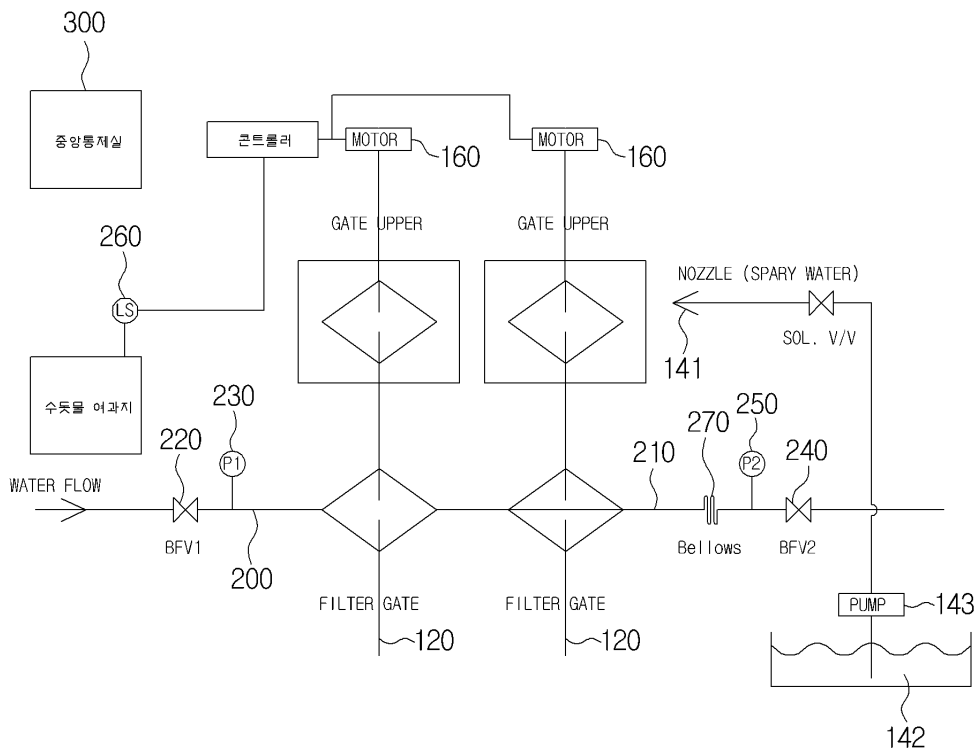 300
중앙통제실
콘트롤러
MOTOR
160
MOTOR
160
260
LS
GATE UPPER
GATE UPPER
NOZZLE (SPARY WATER)
SOL. V/V
141
수돗물 여과지
230
P1
220
WATER FLOW
BFV1
200
210
270
250
P2
240
Bellows
BFV2
FILTER GATE
FILTER GATE
120
120
PUMP
143
142